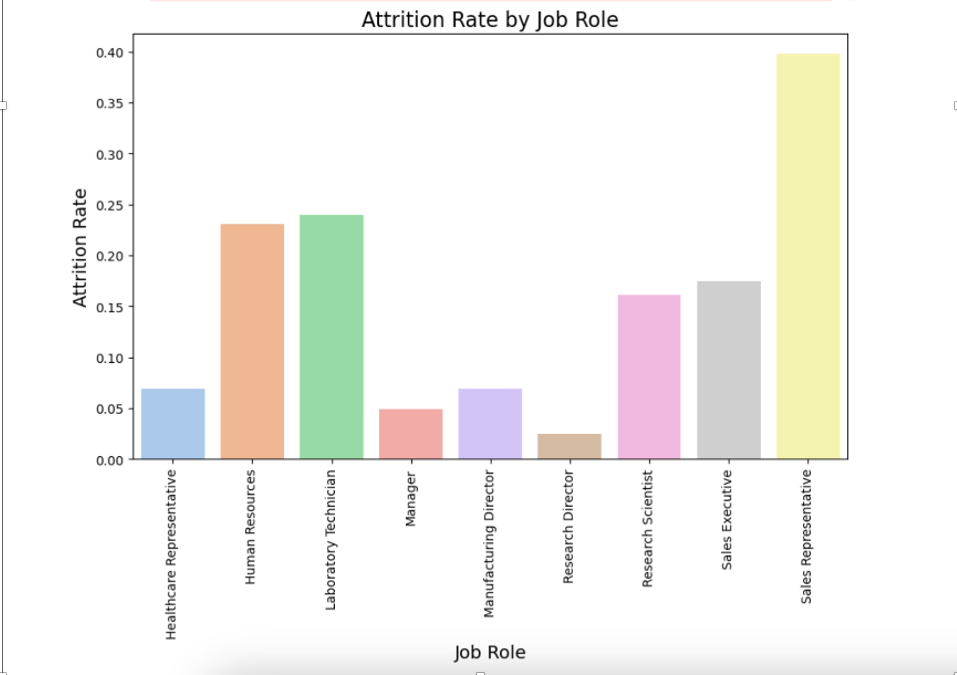 Attrition Rate by Job Role
Attrition Rate
0.40
0.35
0.30
0.25
0.20
0.15
0.10
0.05
0.00
Healthcare Representative
Human Resources
Laboratory Technician
Manager
Manufacturing Director
Research Director
Research Scientist
Sales Executive
Sales Representative
Job Role